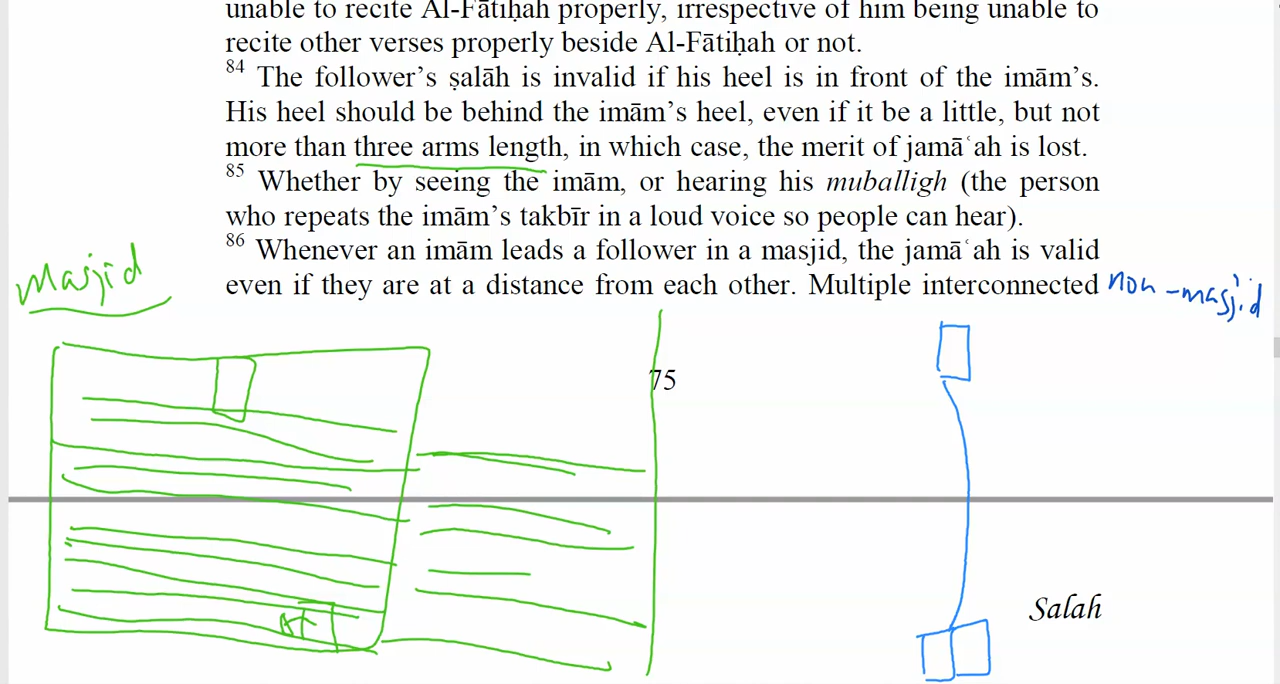 unable to recite Al-Fātiḥah properly, irrespective of him being unable to
recite other verses properly beside Al-Fātiḥah or not.
84 The follower’s ṣalāh is invalid if his heel is in front of the imām’s.
His heel should be behind the imām’s heel, even if it be a little, but not
more than three arms length, in which case, the merit of jamāʿah is lost.
85 Whether by seeing the imām, or hearing his muballigh (the person
who repeats the imām’s takbīr in a loud voice so people can hear).
86 Whenever an imām leads a follower in a masjid, the jamāʿah is valid
even if they are at a distance from each other. Multiple interconnected
Masjid
non-masjid
75
Salah